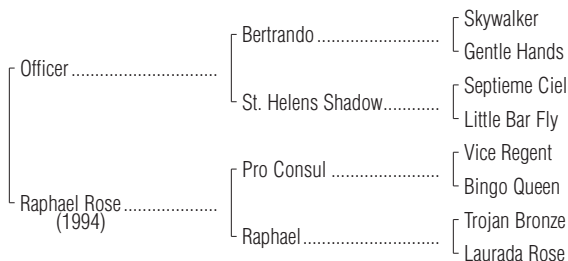 Skywalker
Bertrando..........................
Gentle Hands
Officer................................
Septieme Ciel
St. Helens Shadow............
Little Bar Fly
Vice Regent
Pro Consul .......................
Bingo Queen
Raphael Rose....................
(1994)
Trojan Bronze
Raphael.............................
Laurada Rose